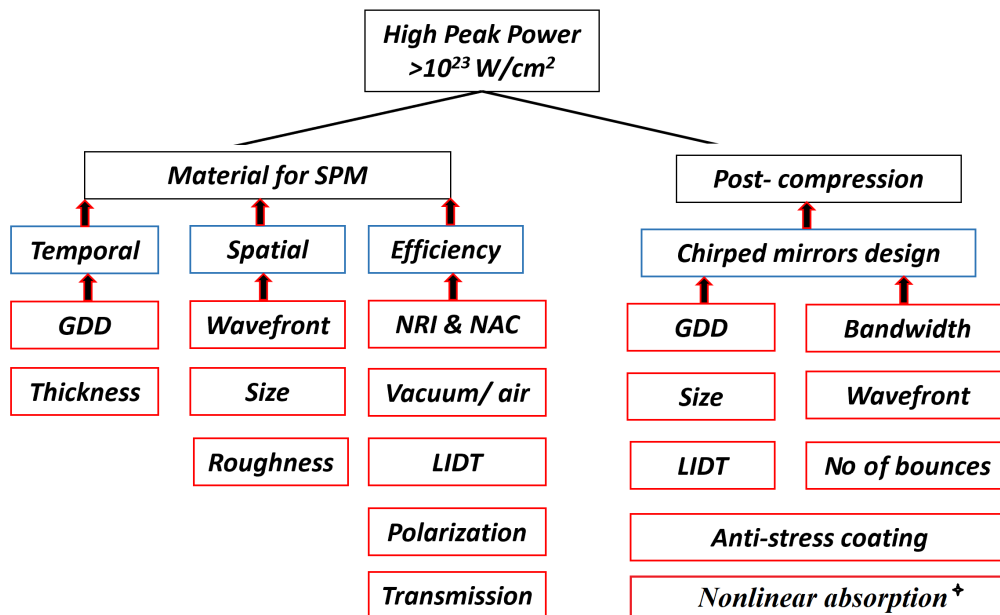 High Peak Power
>10²³ W/cm²
Material for SPM
Post- compression
Temporal
Spatial
Efficiency
Chirped mirrors design
GDD
Wavefront
NRI & NAC
GDD
Bandwidth
Thickness
Size
Vacuum/ air
Size
Wavefront
Roughness
LIDT
LIDT
No of bounces
Polarization
Anti-stress coating
Transmission
Nonlinear absorption✦